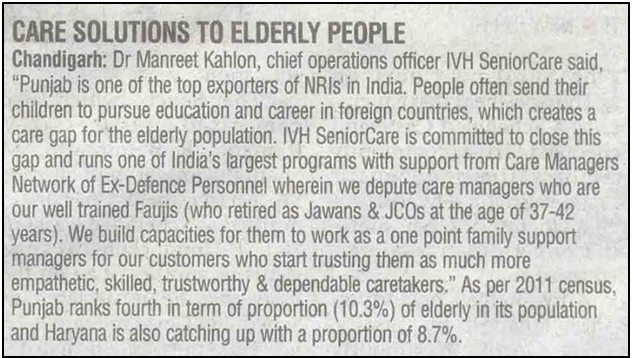 CARE SOLUTIONS TO ELDERLY PEOPLE
Chandigarh: Dr Manreet Kahlon, chief operations officer IVH SeniorCare said,
"Punjab is one of the top exporters of NRIs in India. People often send their
children to pursue education and career in foreign countries, which creates a
care gap for the elderly population. IVH SeniorCare is committed to close this
gap and runs one of India's largest programs with support from Care Managers
Network of Ex-Defence Personnel wherein we depute care managers who are
our well trained Faujis (who retired as Jawans & JCOs at the age of 37-42
years). We build capacities for them to work as a one point family support
managers for our customers who start trusting them as much more
empathetic, skilled, trustworthy & dependable caretakers." As per 2011 census,
Punjab ranks fourth in term of proportion (10.3%) of elderly in its population
and Haryana is also catching up with a proportion of 8.7%.